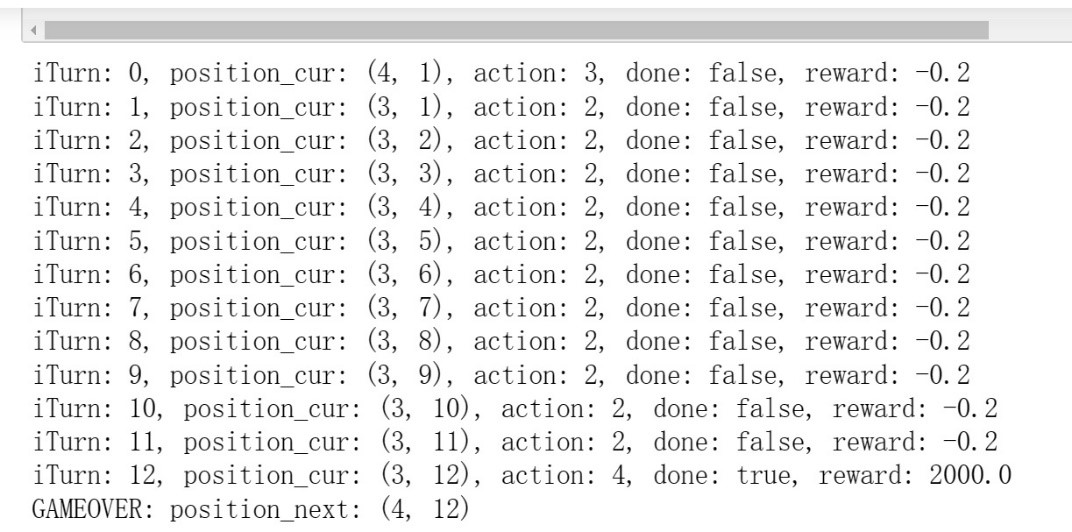 iTurn: 0, position_cur: (4, 1), action: 3, done: false, reward: -0.2
iTurn: 1, position_cur: (3, 1), action: 2, done: false, reward: -0.2
iTurn: 2, position_cur: (3, 2), action: 2, done: false, reward: -0.2
iTurn: 3, position_cur: (3, 3), action: 2, done: false, reward: -0.2
iTurn: 4, position_cur: (3, 4), action: 2, done: false, reward: -0.2
iTurn: 5, position_cur: (3, 5), action: 2, done: false, reward: -0.2
iTurn: 6, position_cur: (3, 6), action: 2, done: false, reward: -0.2
iTurn: 7, position_cur: (3, 7), action: 2, done: false, reward: -0.2
iTurn: 8, position_cur: (3, 8), action: 2, done: false, reward: -0.2
iTurn: 9, position_cur: (3, 9), action: 2, done: false, reward: -0.2
iTurn: 10, position_cur: (3, 10), action: 2, done: false, reward: -0.2
iTurn: 11, position_cur: (3, 11), action: 2, done: false, reward: -0.2
iTurn: 12, position_cur: (3, 12), action: 4, done: true, reward: 2000.0
GAMEOVER: position_next: (4, 12)